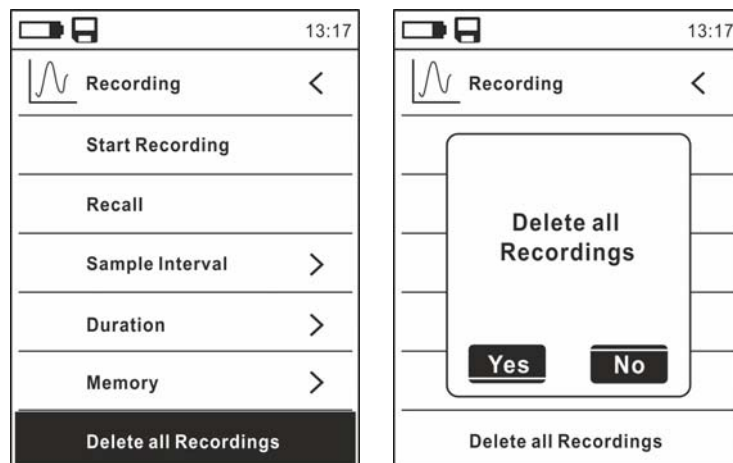 13:17
Recording
Start Recording
Recall
Sample Interval
Duration
Memory
Delete all Recordings
13:17
Recording
Delete all
Recordings
Yes No
Delete all Recordings